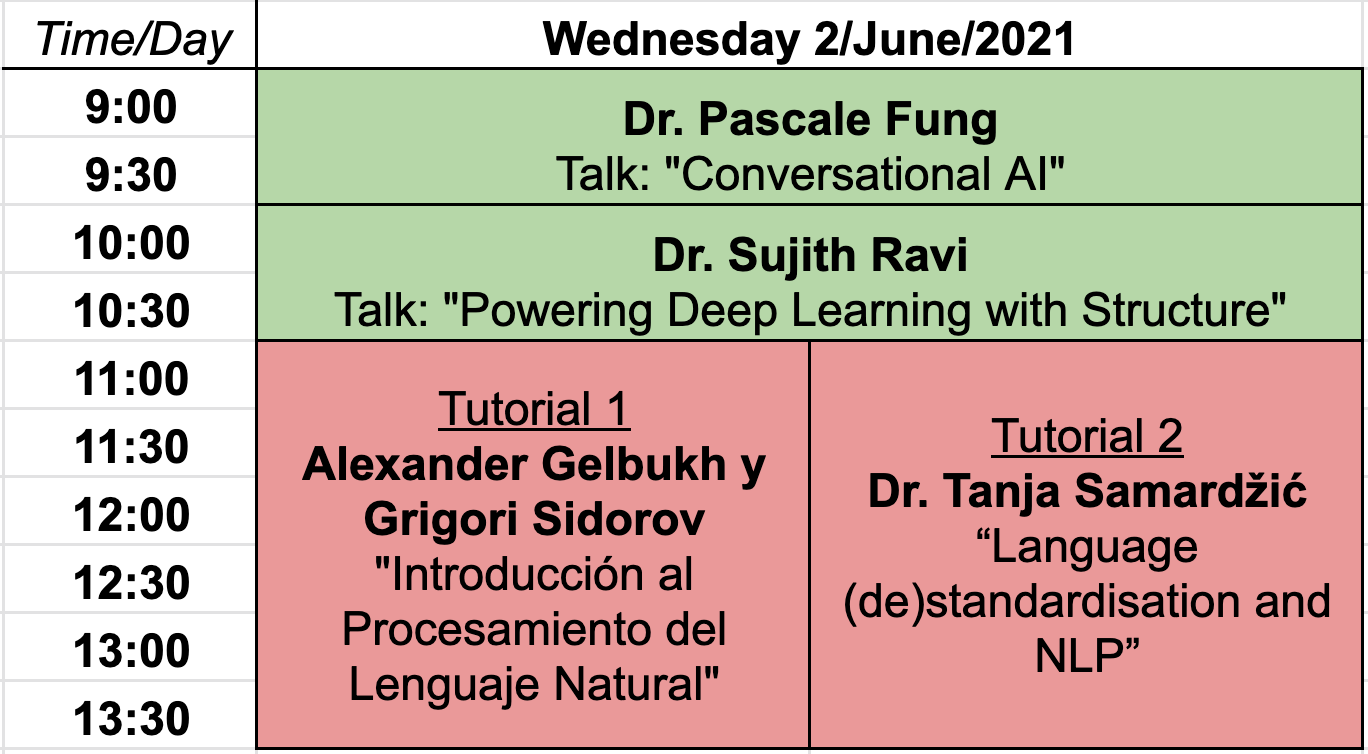 Time/Day
Wednesday 2/June/2021
9:00
9:30
Dr. Pascale Fung
Talk: "Conversational AI"
10:00
10:30
Dr. Sujith Ravi
Talk: "Powering Deep Learning with Structure"
11:00
11:30
12:00
12:30
13:00
13:30
Tutorial 1
Alexander Gelbukh y
Grigori Sidorov
"Introducción al
Procesamiento del
Lenguaje Natural"
Tutorial 2
Dr. Tanja Samardžić
“Language
(de)standardisation and
NLP”